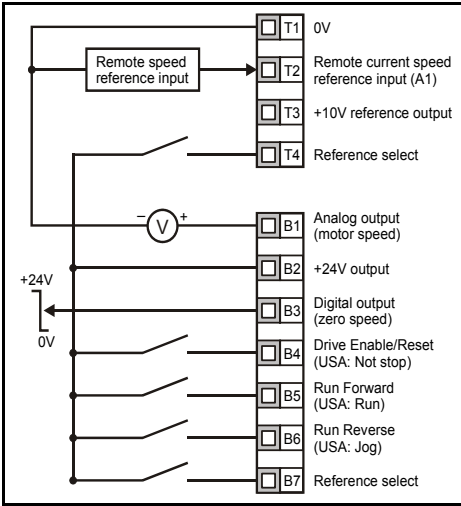 T1 0V
Remote speed
reference input
T2 Remote current speed
reference input (A1)
T3 +10V reference output
T4 Reference select
– V + B1 Analog output
(motor speed)
B2 +24V output
+24V
B3 Digital output
(zero speed)
0V
B4 Drive Enable/Reset
(USA: Not stop)
B5 Run Forward
(USA: Run)
B6 Run Reverse
(USA: Jog)
B7 Reference select